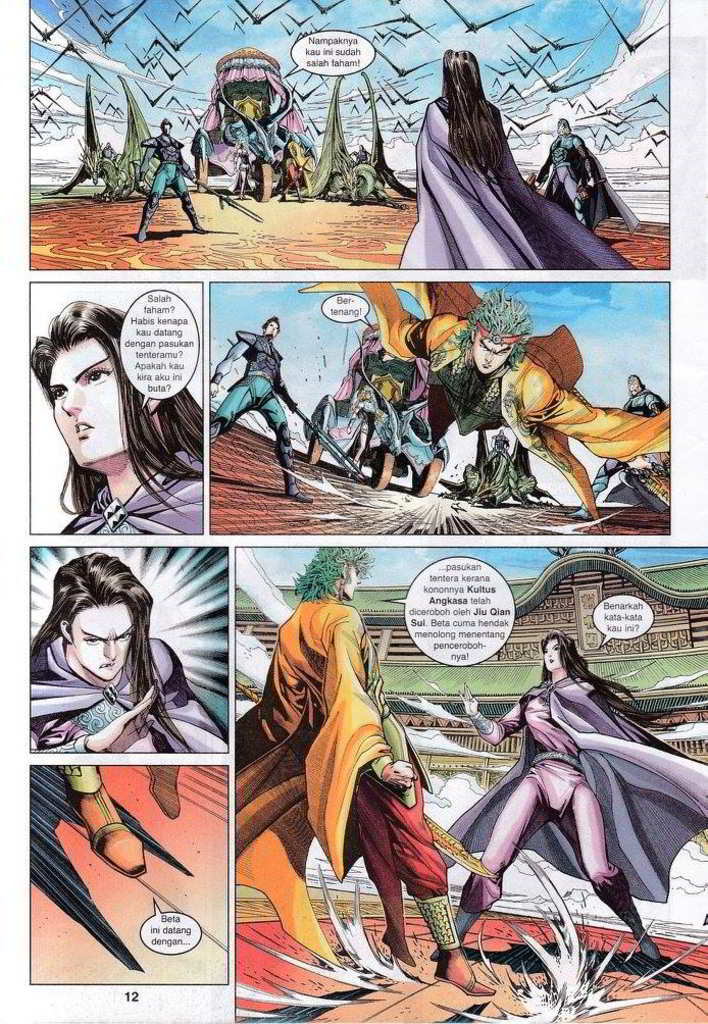 Nampaknya
kau ini sudah
salah faham!
Salah
faham?
Habis kenapa
kau datang
dengan pasukan
tenteramu?
Apakah kau
kira aku ini
buta?
Ber-
tenang!
Beta
ini datang
dengan...
...pasukan
tentera kerana
kononnya Kultus
Angkasa telah
diceroboh oleh Jiu Qian
Sui. Beta cuma hendak
menolong menentang
penceroboh-
nya!
Benarkah
kata-kata
kau ini?
12